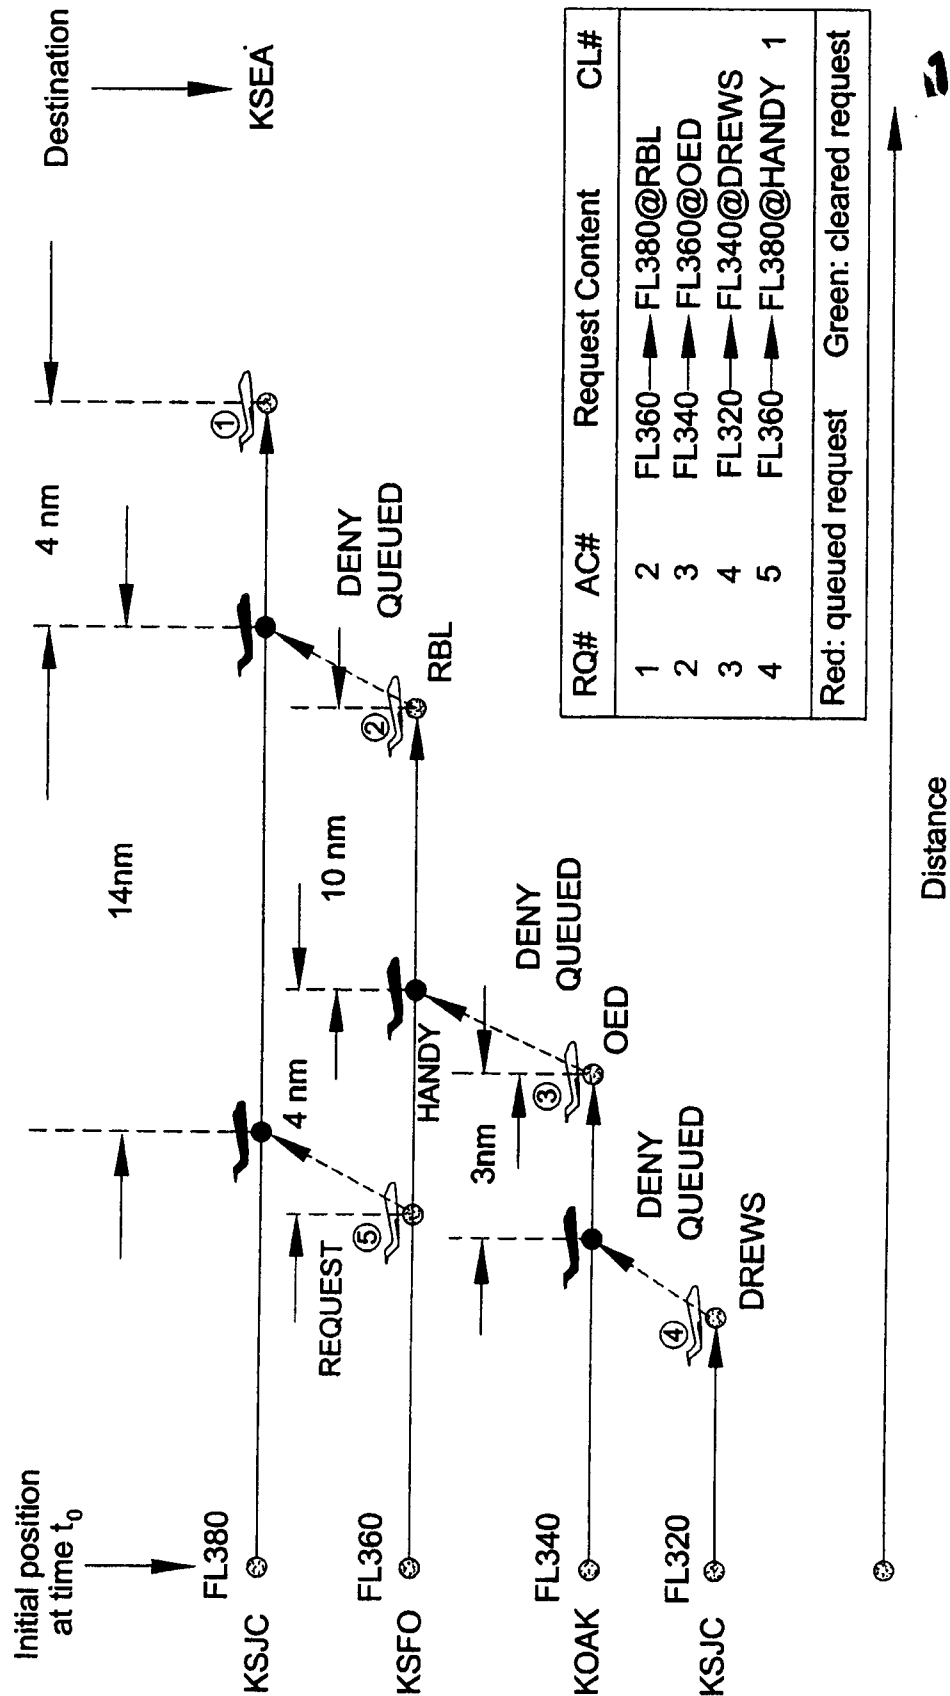 Initial position
at time t0
Destination
KSEA
14nm
4 nm
FL380
KSJC
1
10 nm
4 nm
REQUEST
DENY
QUEUED
FL360
KSFO
5
HANDY
2
RBL
3nm
DENY
QUEUED
FL340
KOAK
3
OED
DENY
QUEUED
FL320
KSJC
4
DREWS
RQ# AC# Request Content CL#
1 2 FL360 FL380@RBL
2 3 FL340 FL360@OED
3 4 FL320 FL340@DREWS
4 5 FL360 FL380@HANDY 1
Red: queued request Green: cleared request
Distance